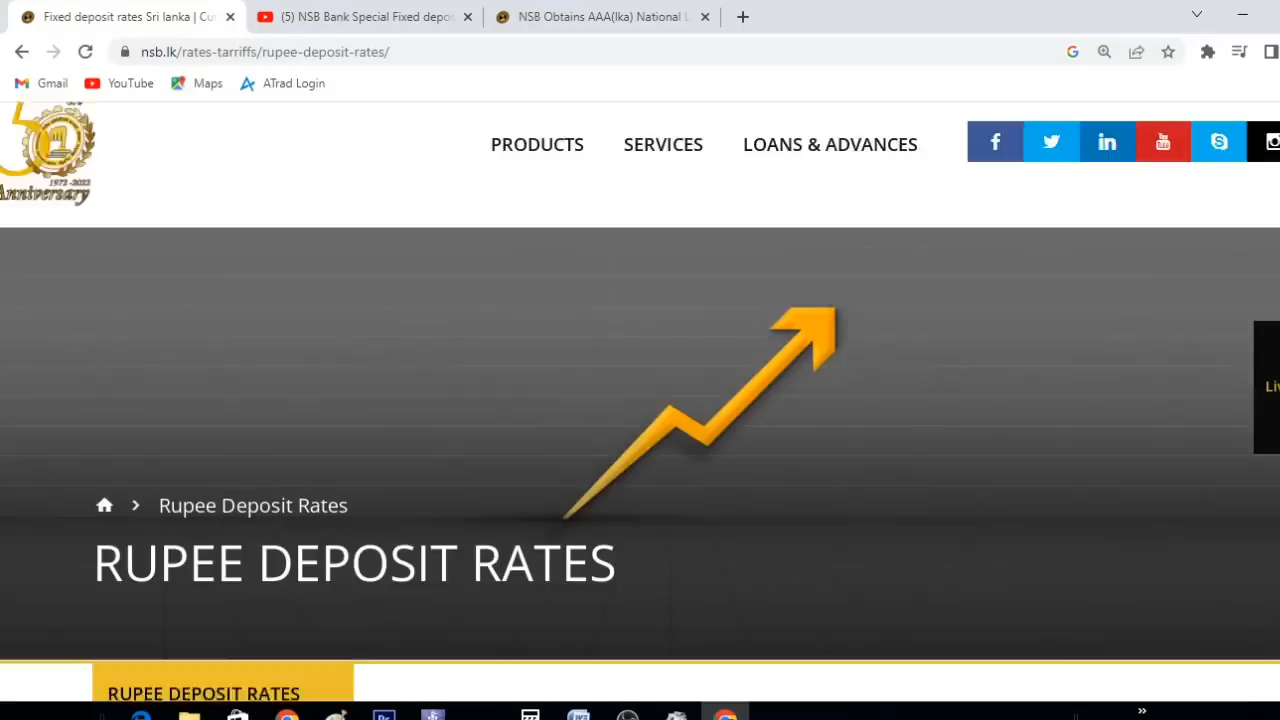 Fixed deposit rates Sri lanka | Cu
(5) NSB Bank Special Fixed depos
NSB Obtains AAA(lka) National L
nsb.lk/rates-tarriffs/rupee-deposit-rates/
Gmail
YouTube
Maps
ATrad Login
Anniversary
1972-2022
PRODUCTS
SERVICES
LOANS & ADVANCES
Liv
Rupee Deposit Rates
RUPEE DEPOSIT RATES
RUPEE DEPOSIT RATES